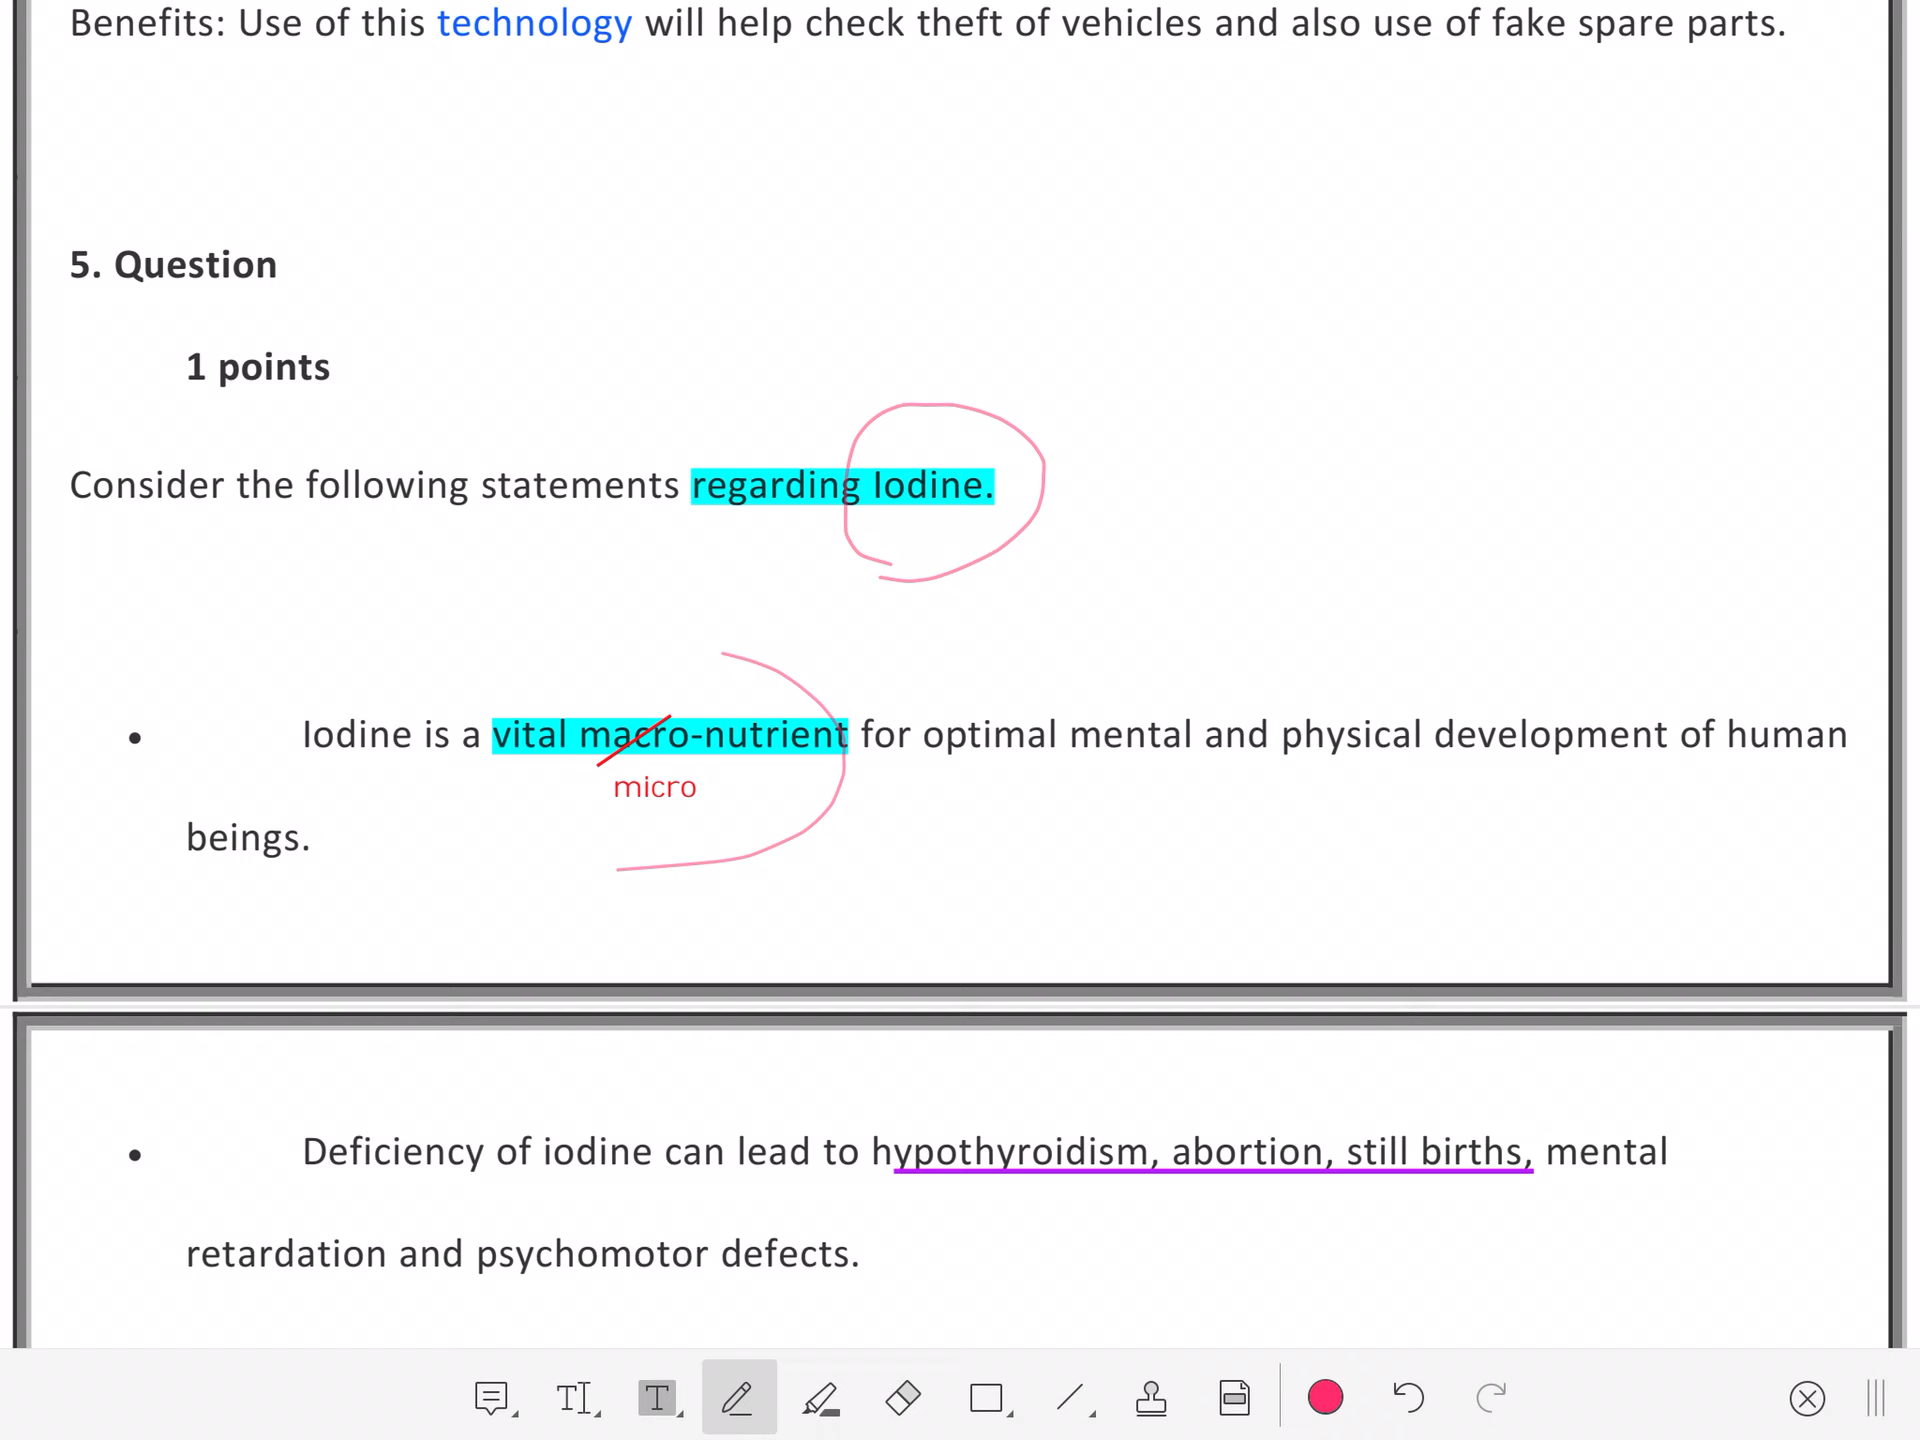 Benefits: Use of this technology will help check theft of vehicles and also use of fake spare parts.
5. Question
1 points
Consider the following statements regarding Iodine.
• Iodine is a vital macro-nutrient for optimal mental and physical development of human
micro
beings.
• Deficiency of iodine can lead to hypothyroidism, abortion, still births, mental
retardation and psychomotor defects.